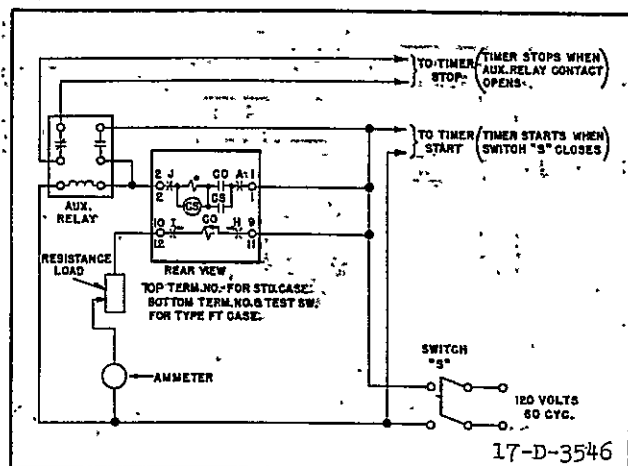 TO TIMER STOP (TIMER STOPS WHEN AUX. RELAY CONTACT OPENS)
TO TIMER START (TIMER STARTS WHEN SWITCH "S" CLOSES)
AUX. RELAY
2 J CO A 1
2 CS CS 1
10 I CO H 9
12 11
REAR VIEW
RESISTANCE LOAD
TOP TERM. NO.-FOR STD. CASE.
BOTTOM TERM. NO. & TEST SW.
FOR TYPE FT CASE.
AMMETER
SWITCH "S"
120 VOLTS
60 CYC.
17-D-3546